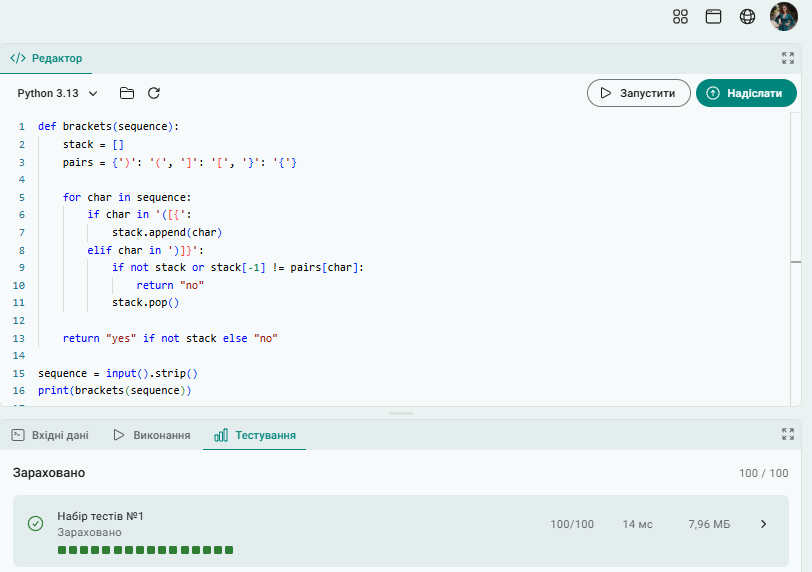 </> Редактор
Python 3.13
Запустити
Надіслати
1 def brackets(sequence):
2     stack = []
3     pairs = {')': '(', ']': '[', '}': '{'}
4
5     for char in sequence:
6         if char in '([{':
7             stack.append(char)
8         elif char in ')]}':
9             if not stack or stack[-1] != pairs[char]:
10                 return "no"
11             stack.pop()
12
13     return "yes" if not stack else "no"
14
15 sequence = input().strip()
16 print(brackets(sequence))
Вхідні дані
Виконання
Тестування
Зараховано 100 / 100
Набір тестів №1
Зараховано
100/100 14 мс 7,96 МБ